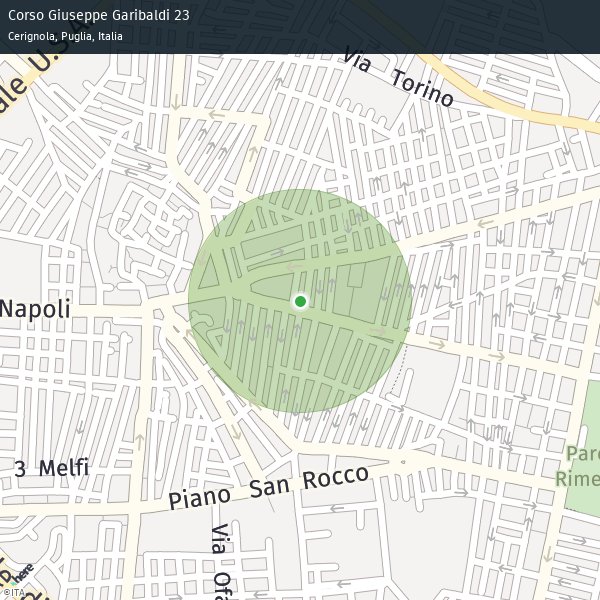 Corso Giuseppe Garibaldi 23
Cerignola, Puglia, Italia
ale U.S.A.
Via Torino
Napoli
3 Melfi
Piano San Rocco
Parc
Rime
Via Ofa
here
©ITA